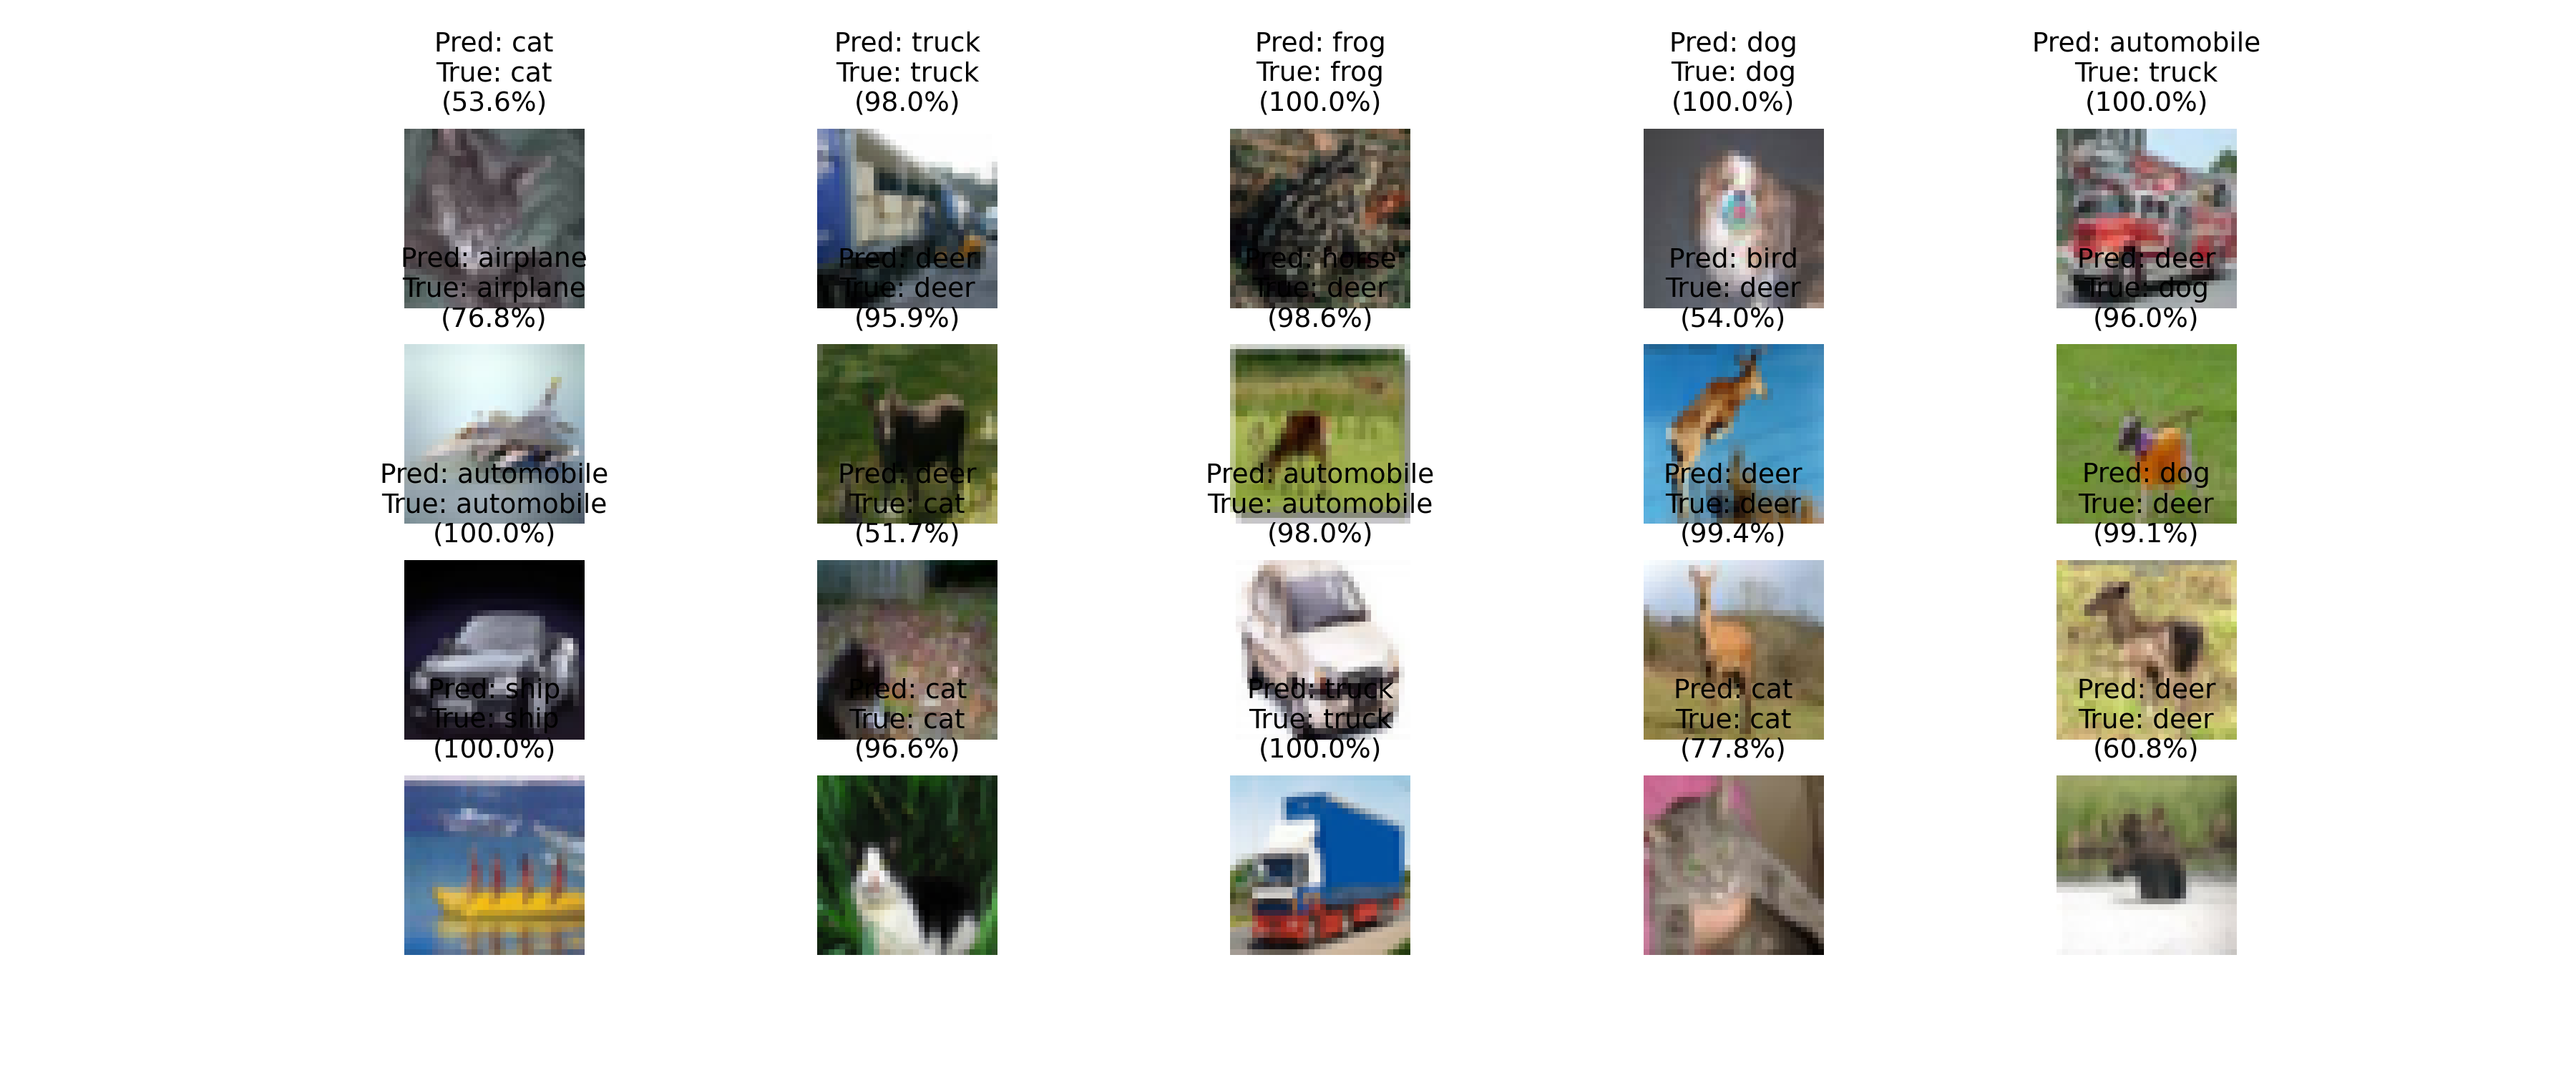 Pred: cat
True: cat
(53.6%)
Pred: truck
True: truck
(98.0%)
Pred: frog
True: frog
(100.0%)
Pred: dog
True: dog
(100.0%)
Pred: automobile
True: truck
(100.0%)
Pred: airplane
True: airplane
(76.8%)
Pred: deer
True: deer
(95.9%)
Pred: horse
True: deer
(98.6%)
Pred: bird
True: deer
(54.0%)
Pred: deer
True: dog
(96.0%)
Pred: automobile
True: automobile
(100.0%)
Pred: deer
True: cat
(51.7%)
Pred: automobile
True: automobile
(98.0%)
Pred: deer
True: deer
(99.4%)
Pred: dog
True: deer
(99.1%)
Pred: ship
True: ship
(100.0%)
Pred: cat
True: cat
(96.6%)
Pred: truck
True: truck
(100.0%)
Pred: cat
True: cat
(77.8%)
Pred: deer
True: deer
(60.8%)